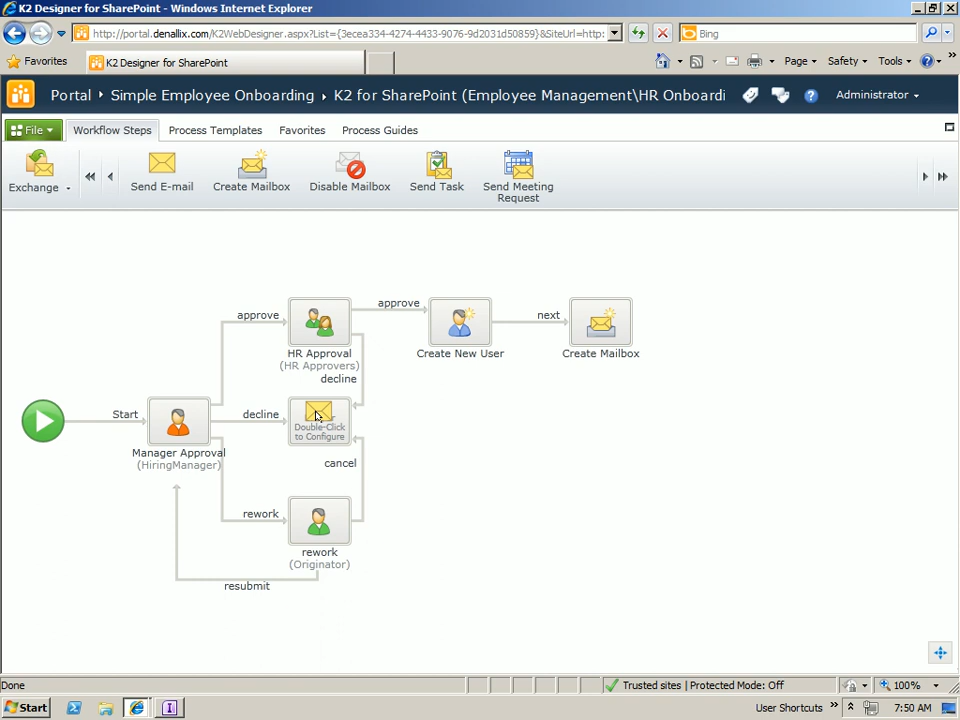 K2 Designer for SharePoint - Windows Internet Explorer
http://portal.denallix.com/K2WebDesigner.aspx?List={3ecea334-4274-4433-9076-9d2031d50859}&SiteUrl=http:
Bing
Favorites
K2 Designer for SharePoint
Page
Safety
Tools
Portal
Simple Employee Onboarding
K2 for SharePoint (Employee Management\HR Onboardi
Administrator
File
Workflow Steps
Process Templates
Favorites
Process Guides
Exchange
Send E-mail
Create Mailbox
Disable Mailbox
Send Task
Send Meeting
Request
approve
approve
next
HR Approval
(HR Approvers)
Create New User
Create Mailbox
decline
Start
decline
Double-Click
to Configure
Manager Approval
(HiringManager)
cancel
rework
rework
(Originator)
resubmit
Done
Trusted sites | Protected Mode: Off
100%
Start
User Shortcuts
7:50 AM